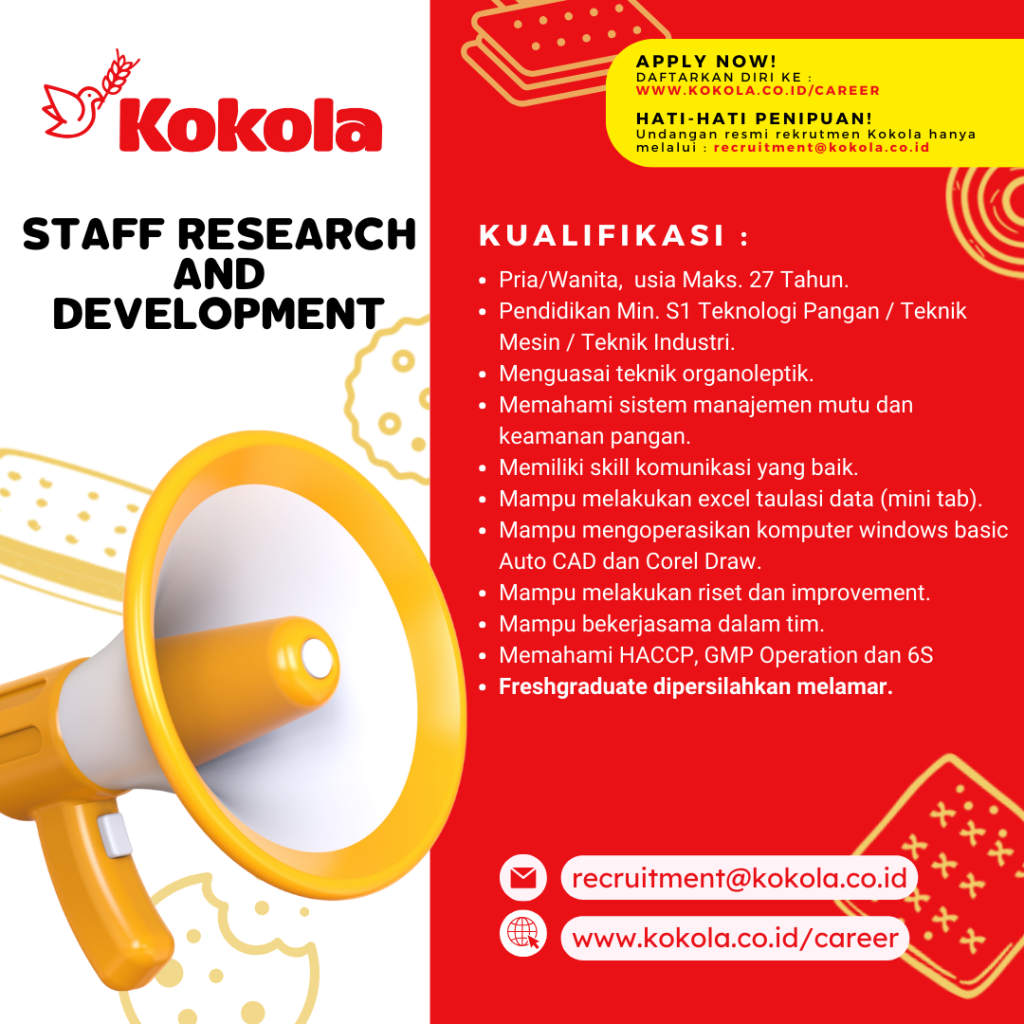 Kokola
STAFF RESEARCH
AND
DEVELOPMENT
APPLY NOW!
DAFTARKAN DIRI KE :
WWW.KOKOLA.CO.ID/CAREER
HATI-HATI PENIPUAN!
Undangan resmi rekrutmen Kokola hanya
melalui : recruitment@kokola.co.id
KUALIFIKASI :
• Pria/Wanita, usia Maks. 27 Tahun.
• Pendidikan Min. S1 Teknologi Pangan / Teknik
Mesin / Teknik Industri.
• Menguasai teknik organoleptik.
• Memahami sistem manajemen mutu dan
keamanan pangan.
• Memiliki skill komunikasi yang baik.
• Mampu melakukan excel taulasi data (mini tab).
• Mampu mengoperasikan komputer windows basic
Auto CAD dan Corel Draw.
• Mampu melakukan riset dan improvement.
• Mampu bekerjasama dalam tim.
• Memahami HACCP, GMP Operation dan 6S
• Freshgraduate dipersilahkan melamar.
recruitment@kokola.co.id
www.kokola.co.id/career